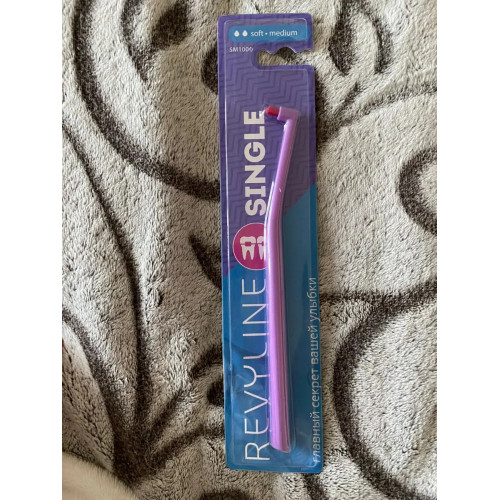 soft • medium
SM1000
REVYLINE SINGLE
главный секрет вашей улыбки